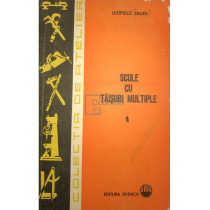 LEOPOLD SAUER
COLECȚIA DE ATELIER
SCULE
CU
TĂIȘURI MULTIPLE
EDITURA TEHNICĂ